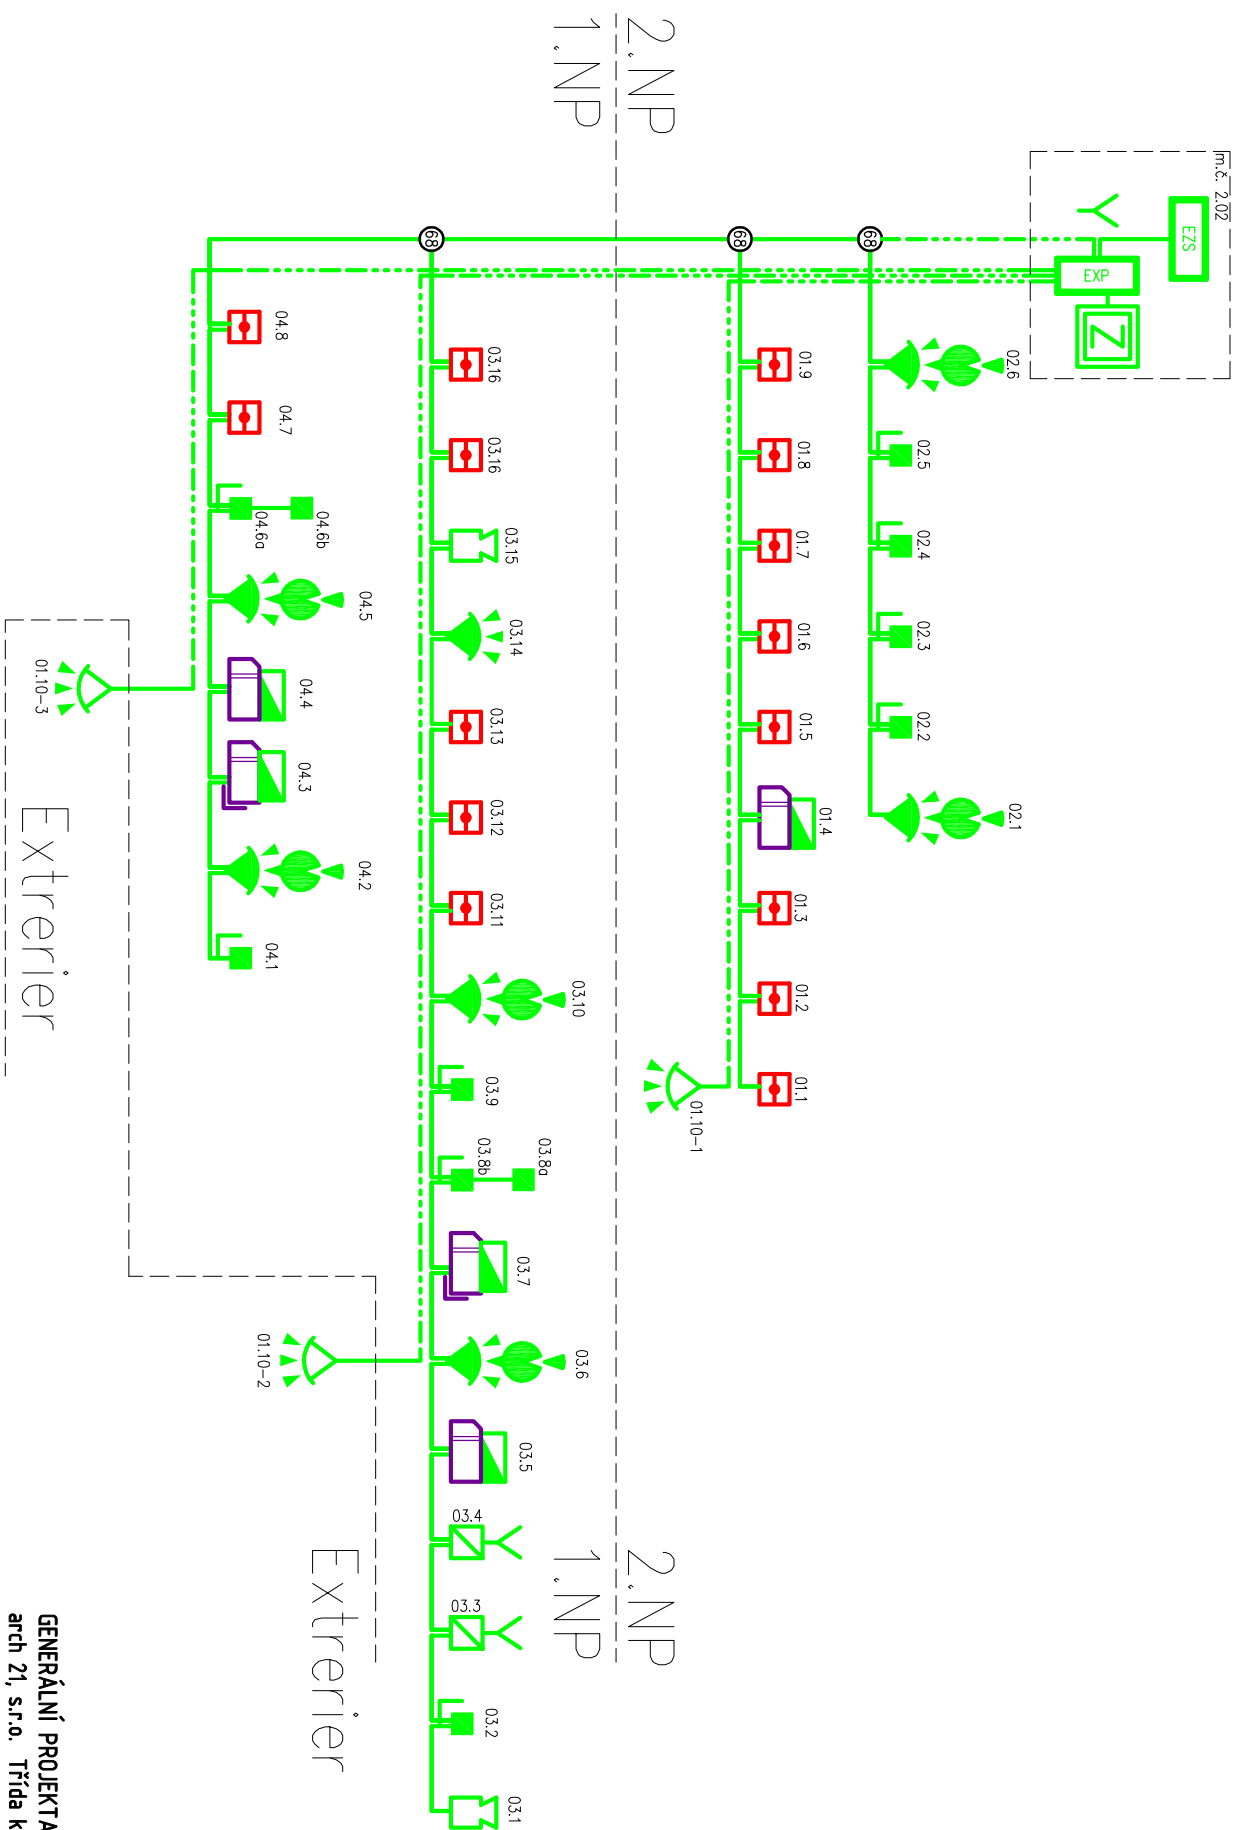 m.č. 2.02
EZS
EXP
Z
2.NP
1.NP
68
68
68
02.6
02.5
02.4
02.3
02.2
02.1
01.9
01.8
01.7
01.6
01.5
01.4
01.3
01.2
01.1
01.10-1
2.NP
1.NP
03.16
03.16
03.15
03.14
03.13
03.12
03.11
03.10
03.9
03.8b
03.8a
03.7
03.6
03.5
03.4
03.3
03.2
03.1
01.10-2
Extrerier
04.8
04.7
04.6a
04.6b
04.5
04.4
04.3
04.2
04.1
01.10-3
Extrerier
GENERÁLNÍ PROJEKTA
arch 21, s.r.o. Třída k